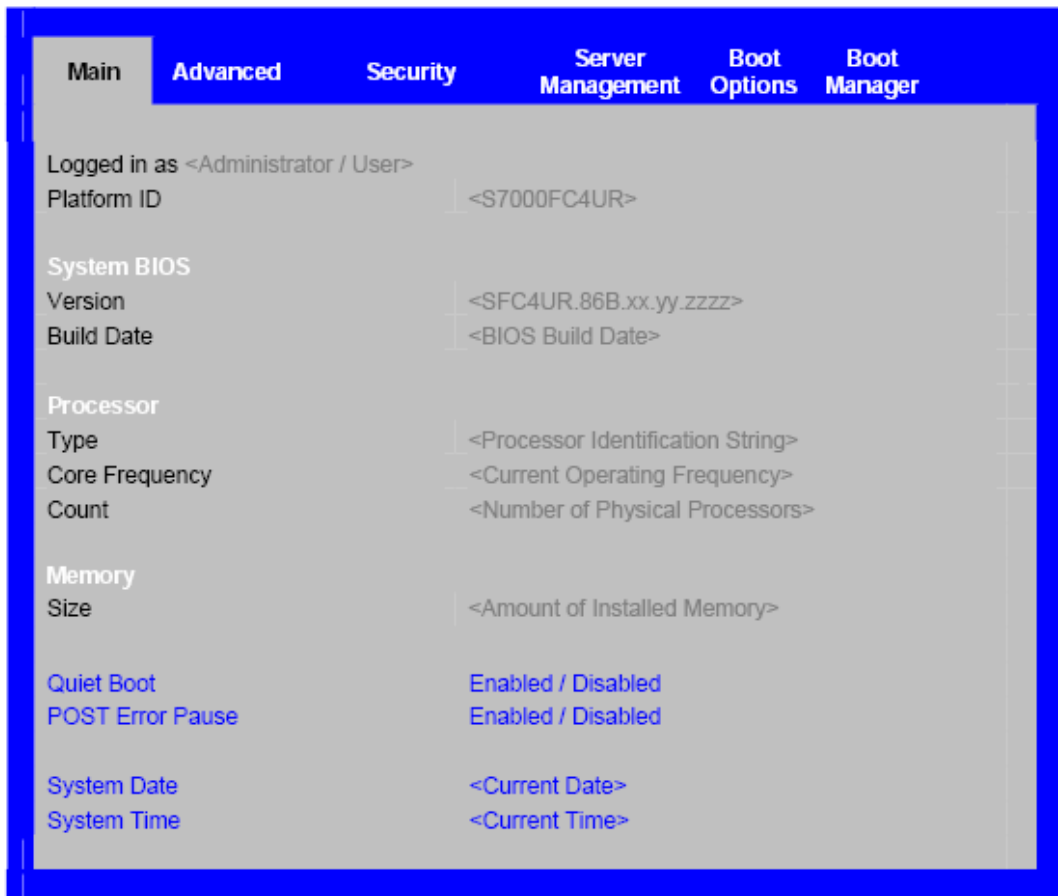 Main Advanced Security Server Management Boot Options Boot Manager
Logged in as <Administrator / User>
Platform ID <S7000FC4UR>
System BIOS
Version <SFC4UR.86B.xx.yy.zzzz>
Build Date <BIOS Build Date>
Processor
Type <Processor Identification String>
Core Frequency <Current Operating Frequency>
Count <Number of Physical Processors>
Memory
Size <Amount of Installed Memory>
Quiet Boot Enabled / Disabled
POST Error Pause Enabled / Disabled
System Date <Current Date>
System Time <Current Time>